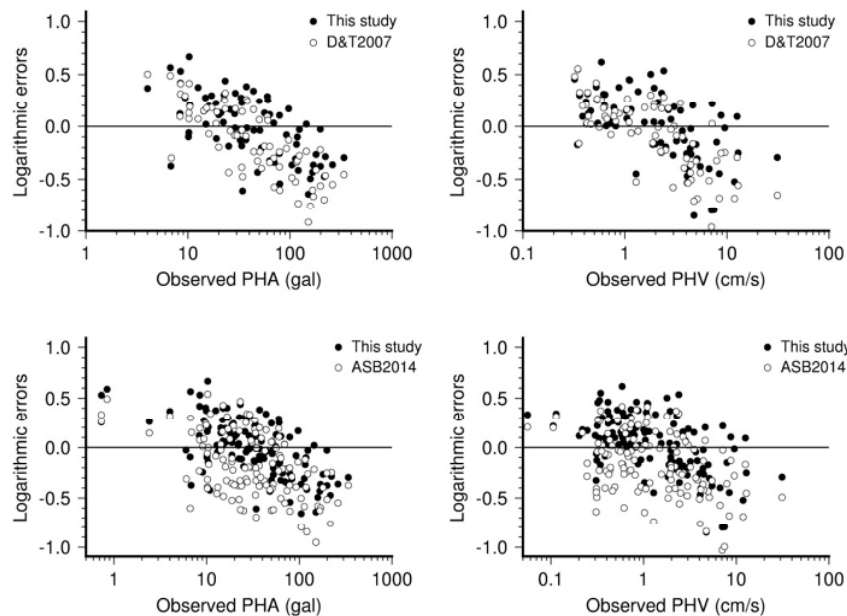 This study
D&T2007
1.0
0.5
0.0
-0.5
-1.0
Logarithmic errors
1
10
100
1000
Observed PHA (gal)
This study
D&T2007
1.0
0.5
0.0
-0.5
-1.0
Logarithmic errors
0.1
1
10
100
Observed PHV (cm/s)
This study
ASB2014
1.0
0.5
0.0
-0.5
-1.0
Logarithmic errors
1
10
100
1000
Observed PHA (gal)
This study
ASB2014
1.0
0.5
0.0
-0.5
-1.0
Logarithmic errors
0.1
1
10
100
Observed PHV (cm/s)